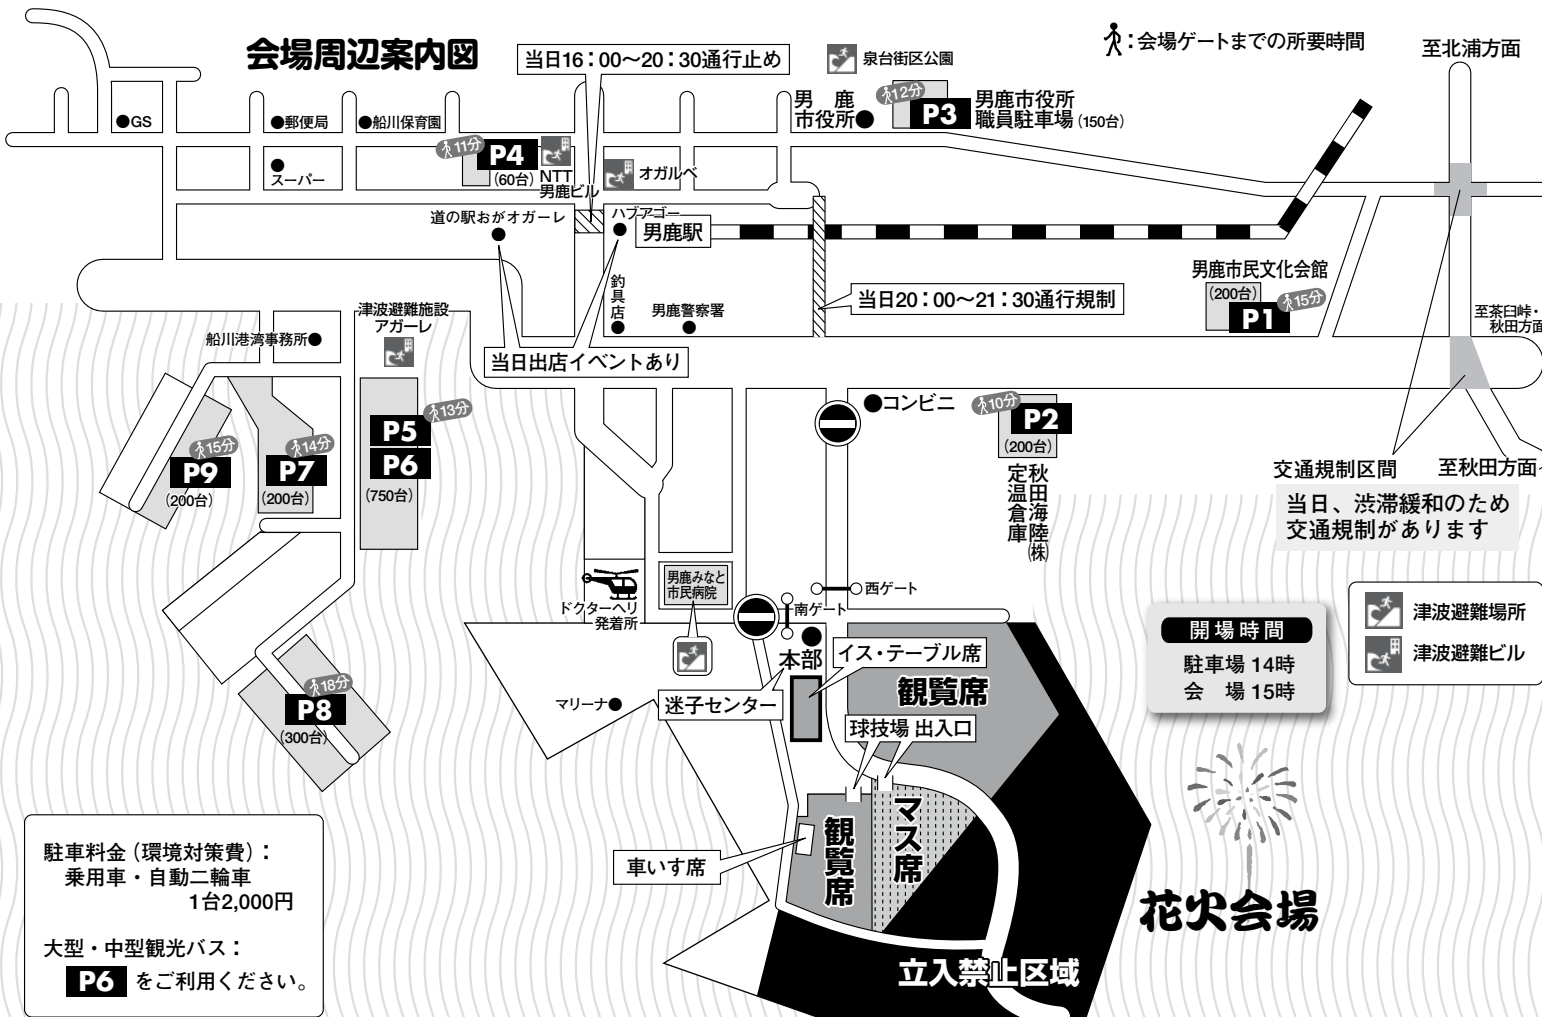 会場周辺案内図
当日16：00～20：30通行止め
泉台街区公園
：会場ゲートまでの所要時間
至北浦方面
GS
郵便局
船川保育園
スーパー
11分
P4
(60台)
NTT
男鹿ビル
オガルベ
男鹿
市役所
12分
P3
男鹿市役所
職員駐車場(150台)
道の駅おがオガーレ
ハブアゴー
男鹿駅
釣具店
男鹿警察署
当日20：00～21：30通行規制
男鹿市民文化会館
(200台)
P1
15分
至茶臼峠・
秋田方面
津波避難施設
アガーレ
船川港湾事務所
当日出店イベントあり
13分
P5
P6
(750台)
15分
P9
(200台)
14分
P7
(200台)
コンビニ
10分
P2
(200台)
秋田海陸(株)
定温倉庫
交通規制区間
至秋田方面
当日、渋滞緩和のため
交通規制があります
男鹿みなと
市民病院
ドクターヘリ
発着所
西ゲート
南ゲート
本部
イス・テーブル席
観覧席
迷子センター
マリーナ
球技場 出入口
18分
P8
(300台)
開場時間
駐車場 14時
会　場 15時
津波避難場所
津波避難ビル
マス席
観覧席
車いす席
花火会場
立入禁止区域
駐車料金（環境対策費）：
乗用車・自動二輪車
1台2,000円
大型・中型観光バス：
P6 をご利用ください。